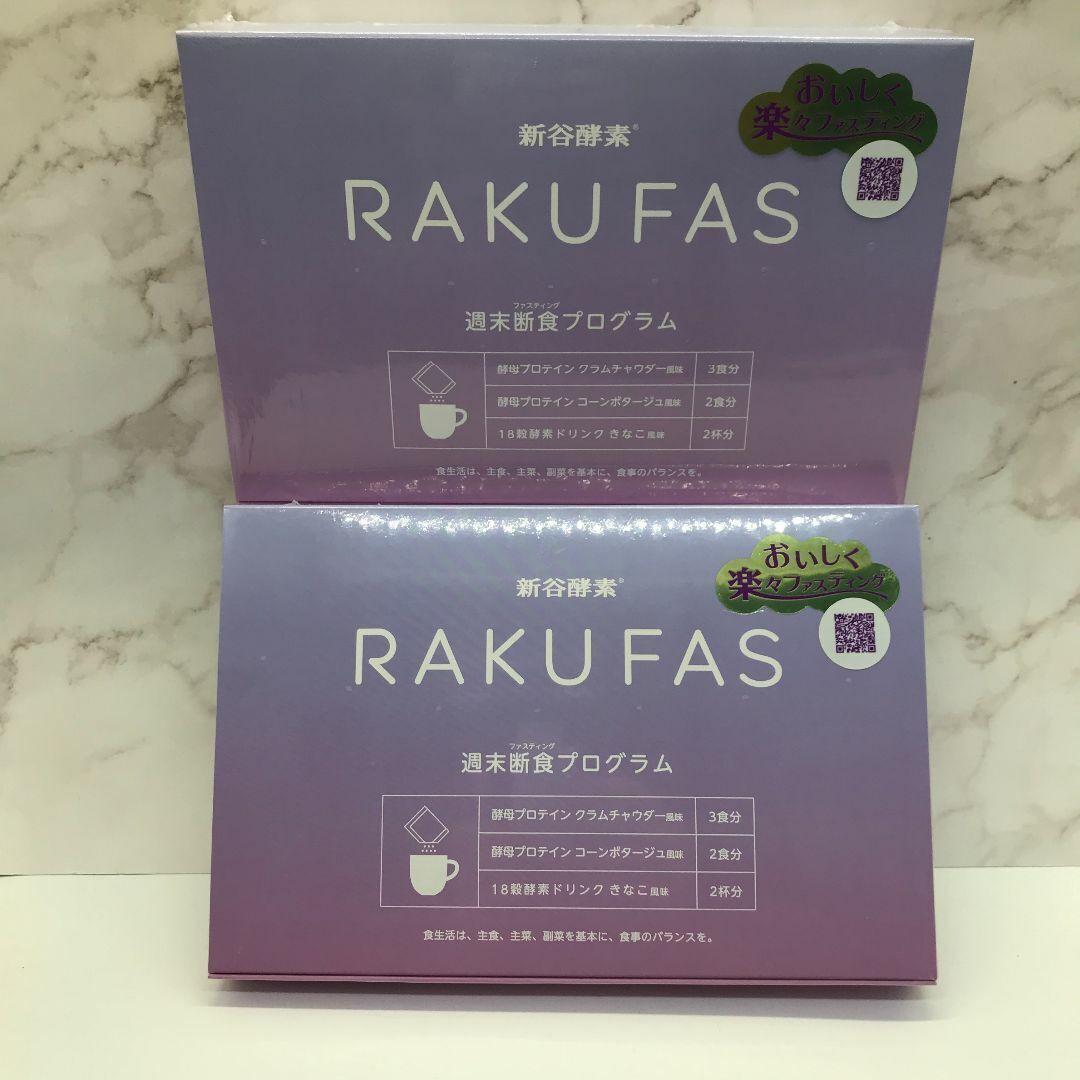 おいしく
楽々ファスティング
新谷酵素®
RAKUFAS
ファスティング
週末断食プログラム
酵母プロテイン クラムチャウダー風味 3食分
酵母プロテイン コーンポタージュ風味 2食分
18穀酵素ドリンク きなこ風味 2杯分
食生活は、主食、主菜、副菜を基本に、食事のバランスを。
おいしく
楽々ファスティング
新谷酵素®
RAKUFAS
ファスティング
週末断食プログラム
酵母プロテイン クラムチャウダー風味 3食分
酵母プロテイン コーンポタージュ風味 2食分
18穀酵素ドリンク きなこ風味 2杯分
食生活は、主食、主菜、副菜を基本に、食事のバランスを。